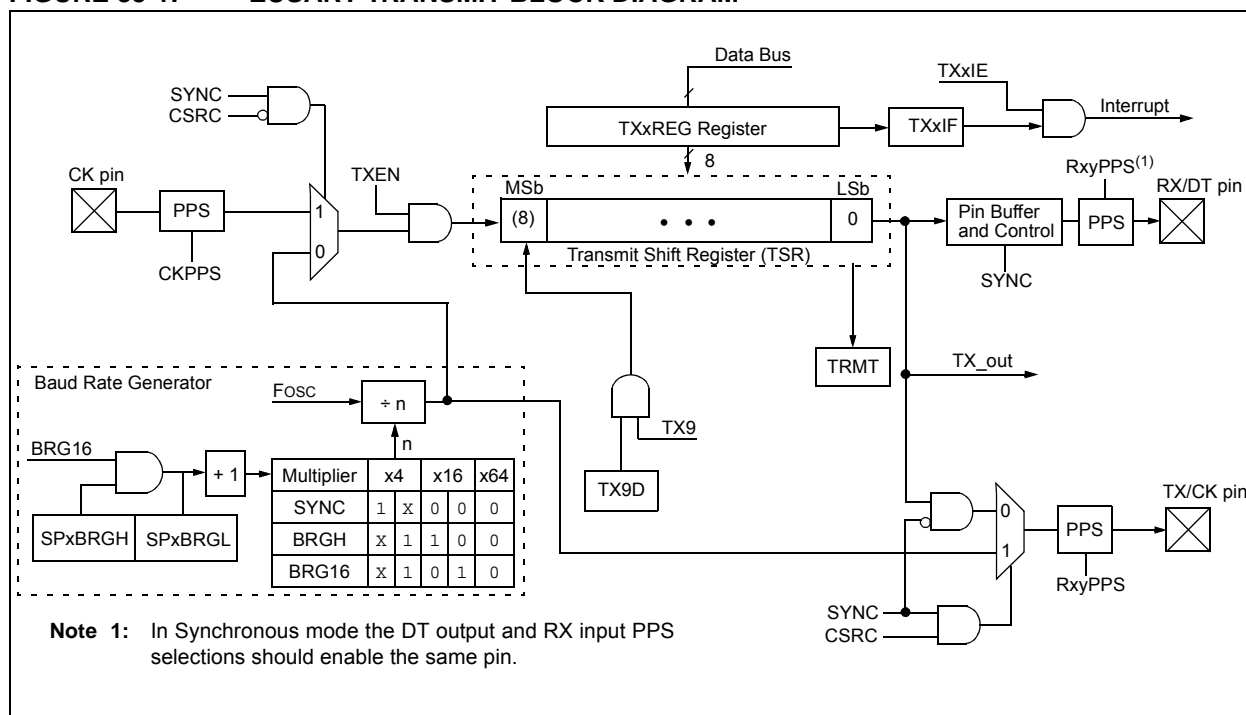 Data Bus
TXxIE
SYNC
CSRC
Interrupt
TXxREG Register
TXxIF
8
RxyPPS(1)
CK pin
TXEN
MSb
LSb
RX/DT pin
PPS
1
(8)
• • •
0
Pin Buffer
and Control
PPS
0
Transmit Shift Register (TSR)
CKPPS
SYNC
TRMT
TX_out
Baud Rate Generator
FOSC
÷ n
n
TX9
BRG16
+ 1
Multiplier x4 x16 x64
TX9D
TX/CK pin
SYNC 1 X 0 0 0
0
PPS
SPxBRGH SPxBRGL
BRGH X 1 1 0 0
1
BRG16 X 1 0 1 0
RxyPPS
SYNC
CSRC
Note 1: In Synchronous mode the DT output and RX input PPS
selections should enable the same pin.